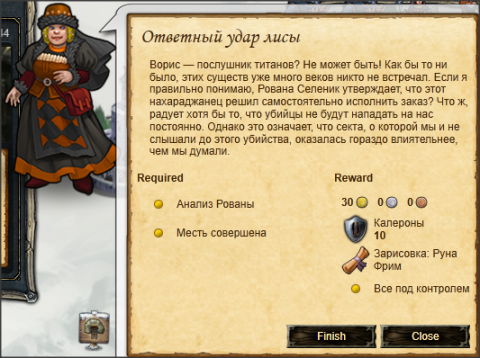 44
Ответный удар лисы
Ворис — послушник титанов? Не может быть! Как бы то ни
было, этих существ уже много веков никто не встречал. Если я
правильно понимаю, Рована Селеник утверждает, что этот
нахараджанец решил самостоятельно исполнить заказ? Что ж,
радует хотя бы то, что убийцы не будут нападать на нас
постоянно. Однако это означает, что секта, о которой мы и не
слышали до этого убийства, оказалась гораздо влиятельнее,
чем мы думали.
Required
Анализ Рованы
Месть совершена
Reward
30 0 0
Калероны
10
Зарисовка: Руна
Фрим
Все под контролем
Finish
Close